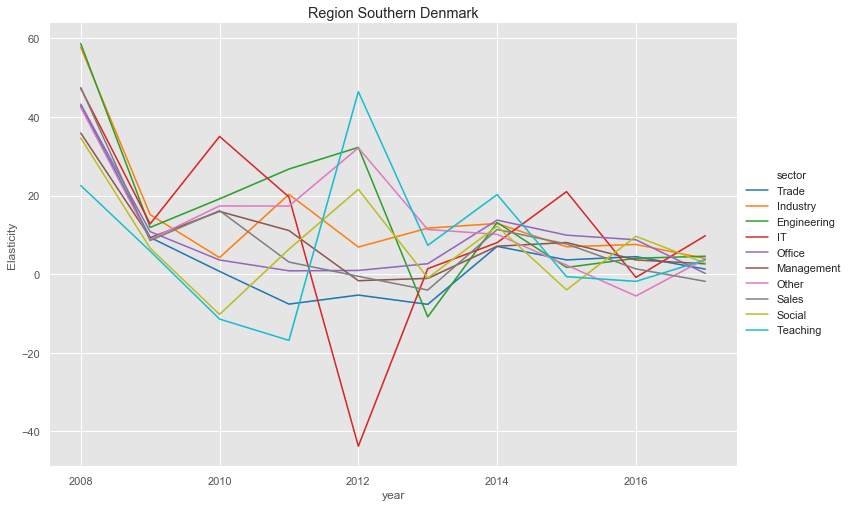 Region Southern Denmark
60
40
20
0
−20
−40
Elasticity
2008
2010
2012
2014
2016
year
sector
Trade
Industry
Engineering
IT
Office
Management
Other
Sales
Social
Teaching